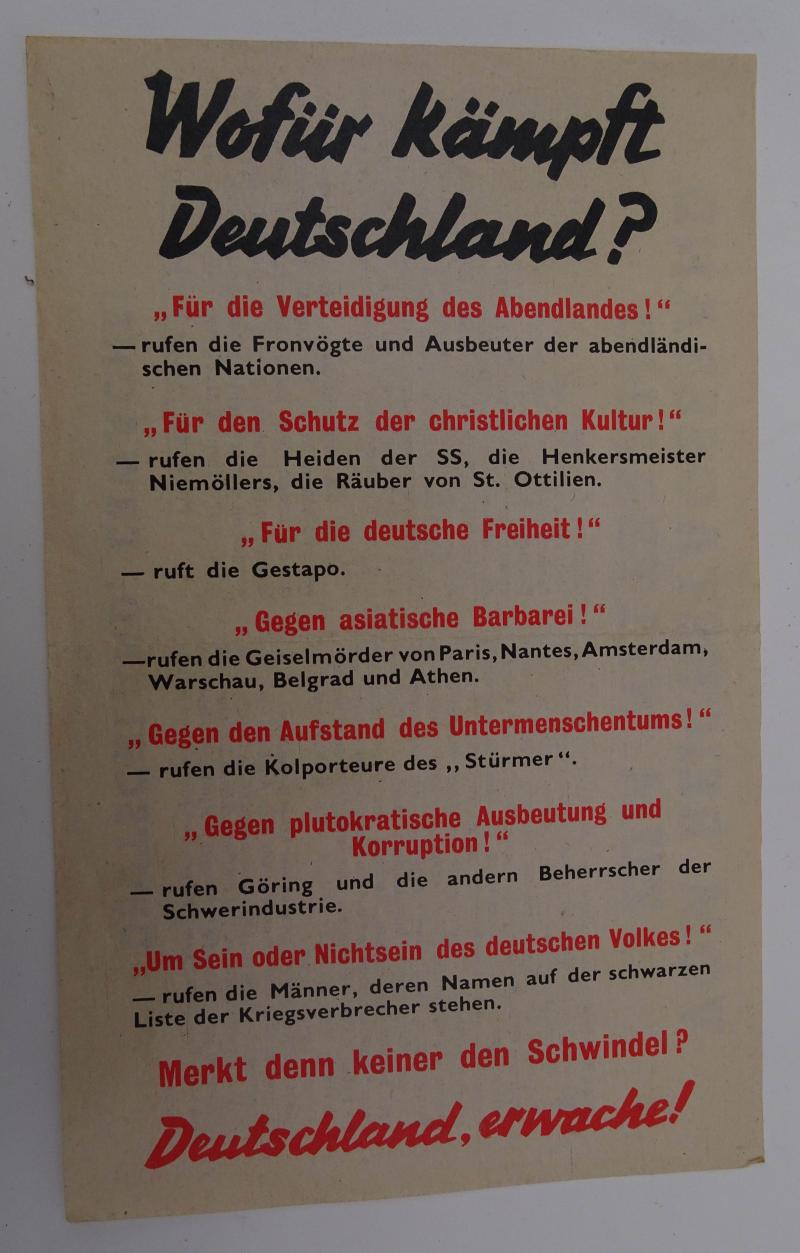 Wofür kämpft
Deutschland?
„Für die Verteidigung des Abendlandes!“
— rufen die Fronvögte und Ausbeuter der abendländi-
schen Nationen.
„Für den Schutz der christlichen Kultur!“
— rufen die Heiden der SS, die Henkersmeister
Niemöllers, die Räuber von St. Ottilien.
„Für die deutsche Freiheit!“
— ruft die Gestapo.
„Gegen asiatische Barbarei!“
—rufen die Geiselmörder von Paris, Nantes, Amsterdam,
Warschau, Belgrad und Athen.
„Gegen den Aufstand des Untermenschentums!“
— rufen die Kolporteure des „Stürmer“.
„Gegen plutokratische Ausbeutung und
Korruption!“
— rufen Göring und die andern Beherrscher der
Schwerindustrie.
„Um Sein oder Nichtsein des deutschen Volkes!“
— rufen die Männer, deren Namen auf der schwarzen
Liste der Kriegsverbrecher stehen.
Merkt denn keiner den Schwindel?
Deutschland, erwache!